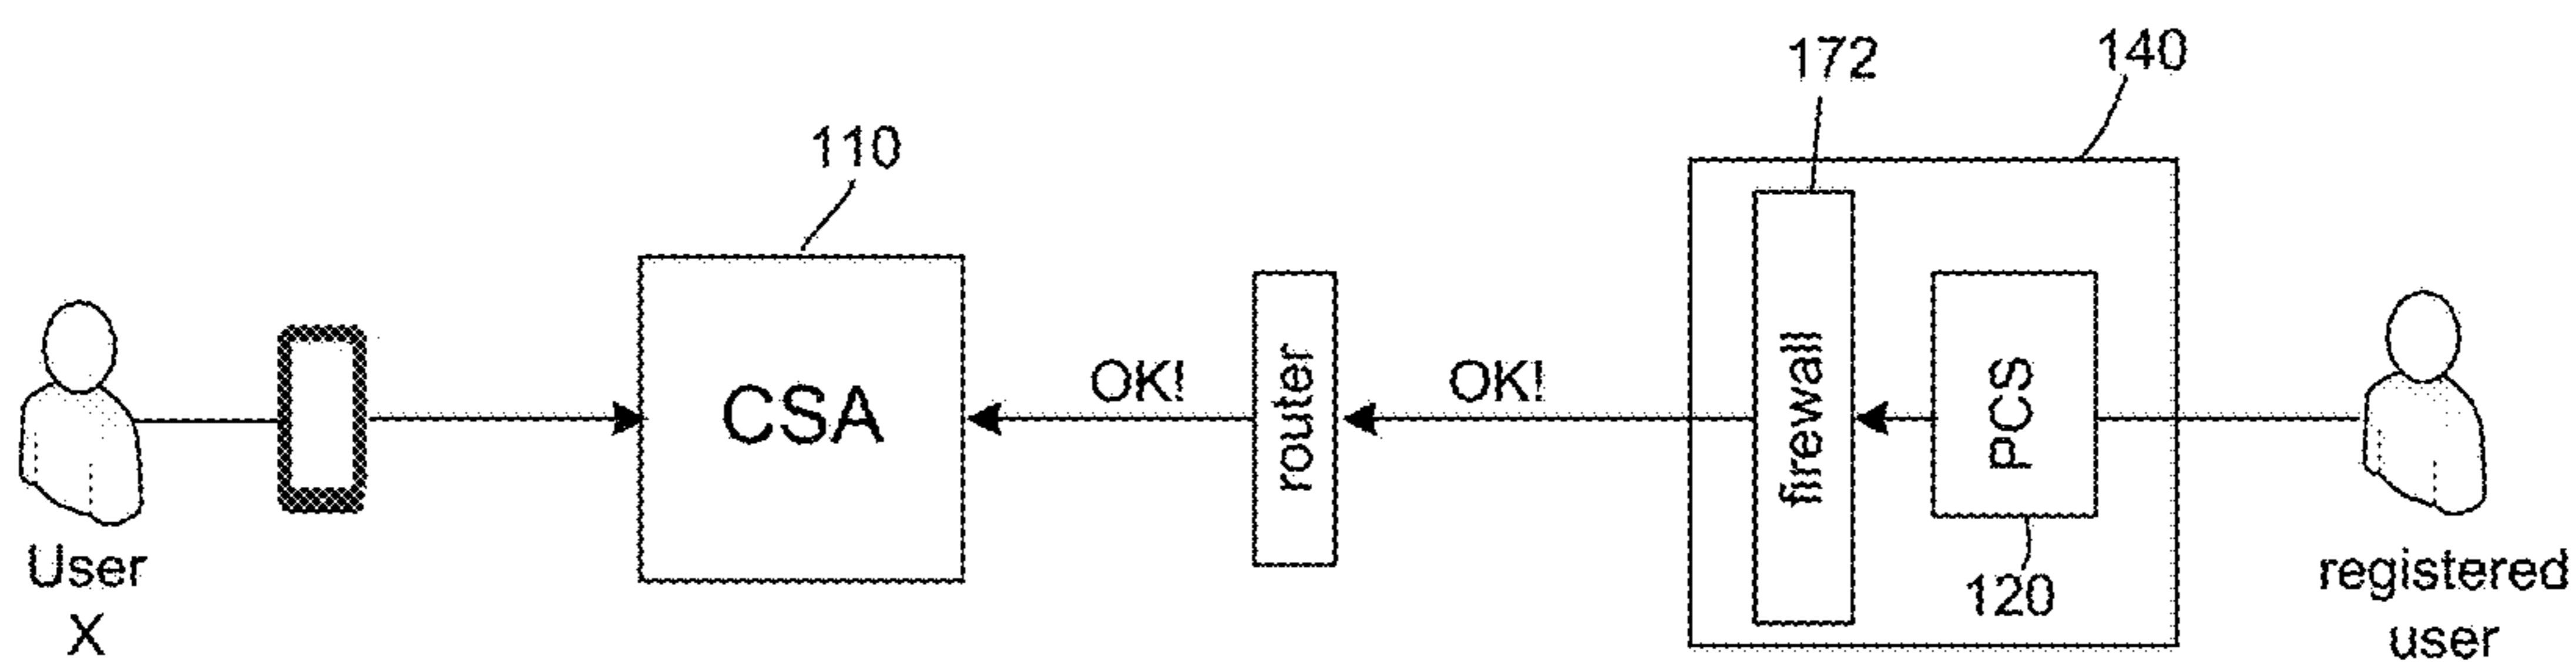 172
140
110
OK!
OK!
CSA
router
firewall
PCS
120
User
X
registered
user